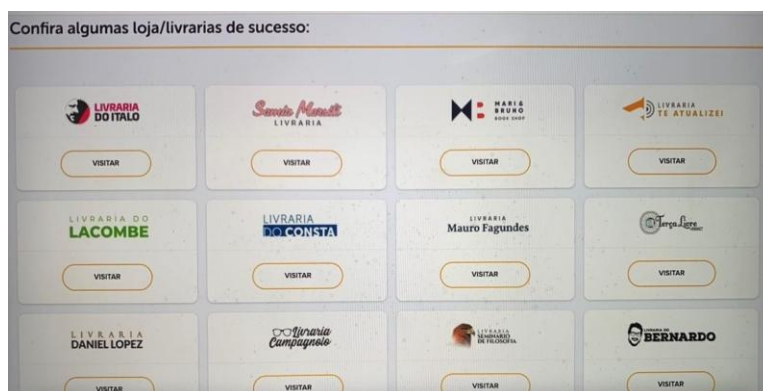 Confira algumas loja/livrarias de sucesso:
LIVRARIA
DO ITALO
LIVRARIA
MARI &
BRUNO
BOOK SHOP
LIVRARIA
TE ATUALIZEI
VISITAR
VISITAR
VISITAR
VISITAR
LIVRARIA DO
LACOMBE
LIVRARIA
DO CONSTA
LIVRARIA
Mauro Fagundes
Terça Livre
VISITAR
VISITAR
VISITAR
VISITAR
LIVRARIA
DANIEL LOPEZ
Livraria
Campagnolo
LIVRARIA
SEMINÁRIO
DE FILOSOFIA
LIVRARIA DO
BERNARDO
VISITAR
VISITAR
VISITAR
VISITAR